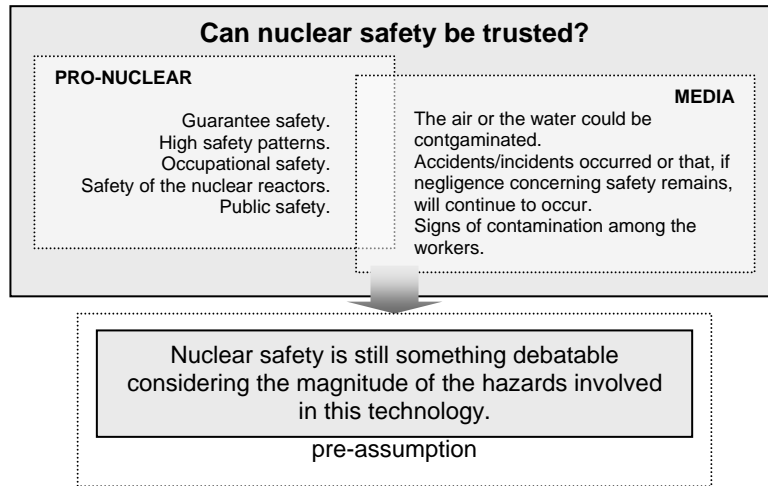 Can nuclear safety be trusted?
PRO-NUCLEAR
Guarantee safety.
High safety patterns.
Occupational safety.
Safety of the nuclear reactors.
Public safety.
MEDIA
The air or the water could be
contgaminated.
Accidents/incidents occurred or that, if
negligence concerning safety remains,
will continue to occur.
Signs of contamination among the
workers.
Nuclear safety is still something debatable
considering the magnitude of the hazards involved
in this technology.
pre-assumption